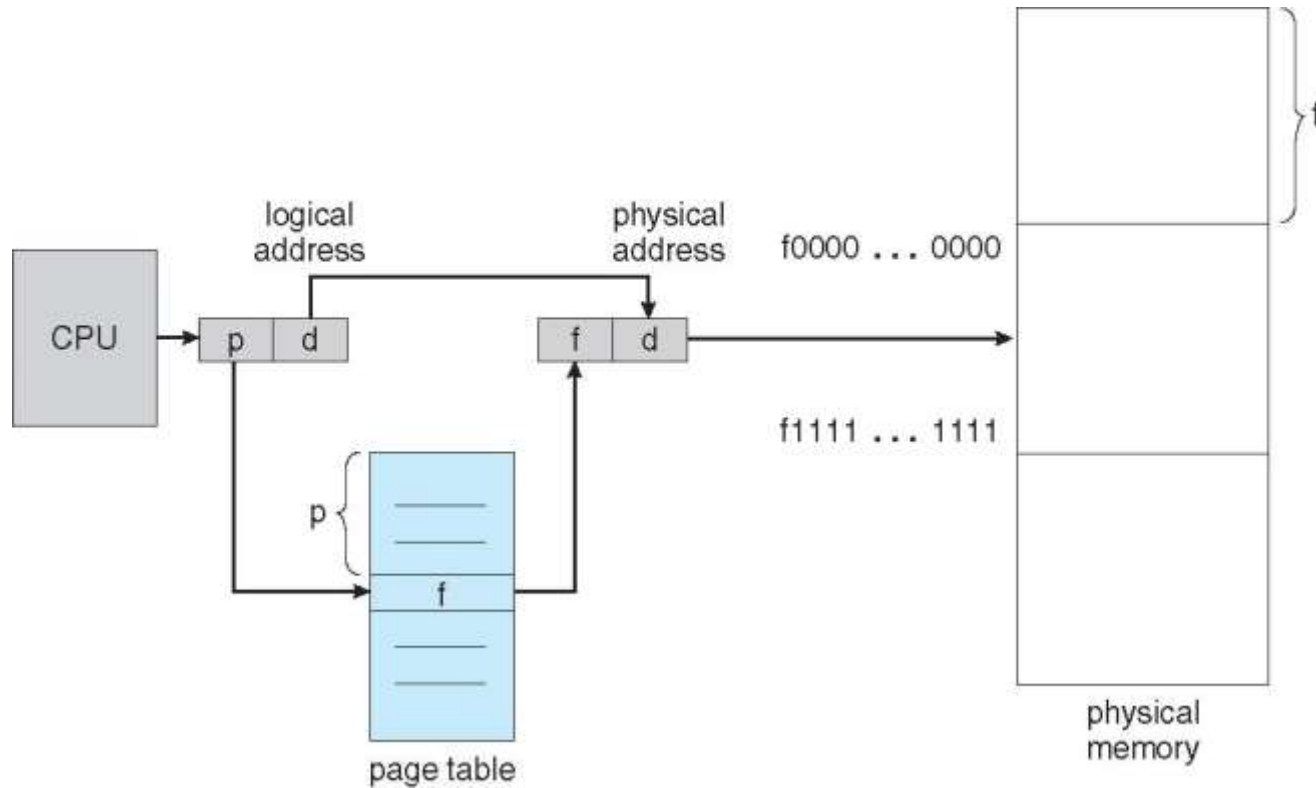 f
logical
address
physical
address
f0000 ... 0000
CPU
p
d
f
d
f1111 ... 1111
p
f
page table
physical
memory